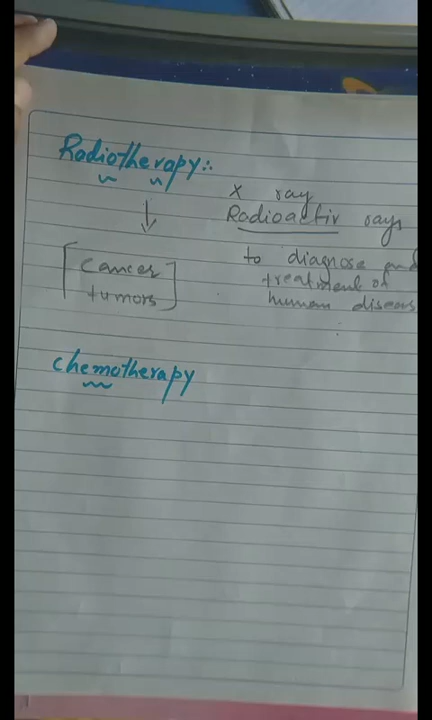 Radiotherapy:-
x ray
Radioactiv rays
to diagnose and
treatment of
human diseas
[cancer
tumors]
chemotherapy